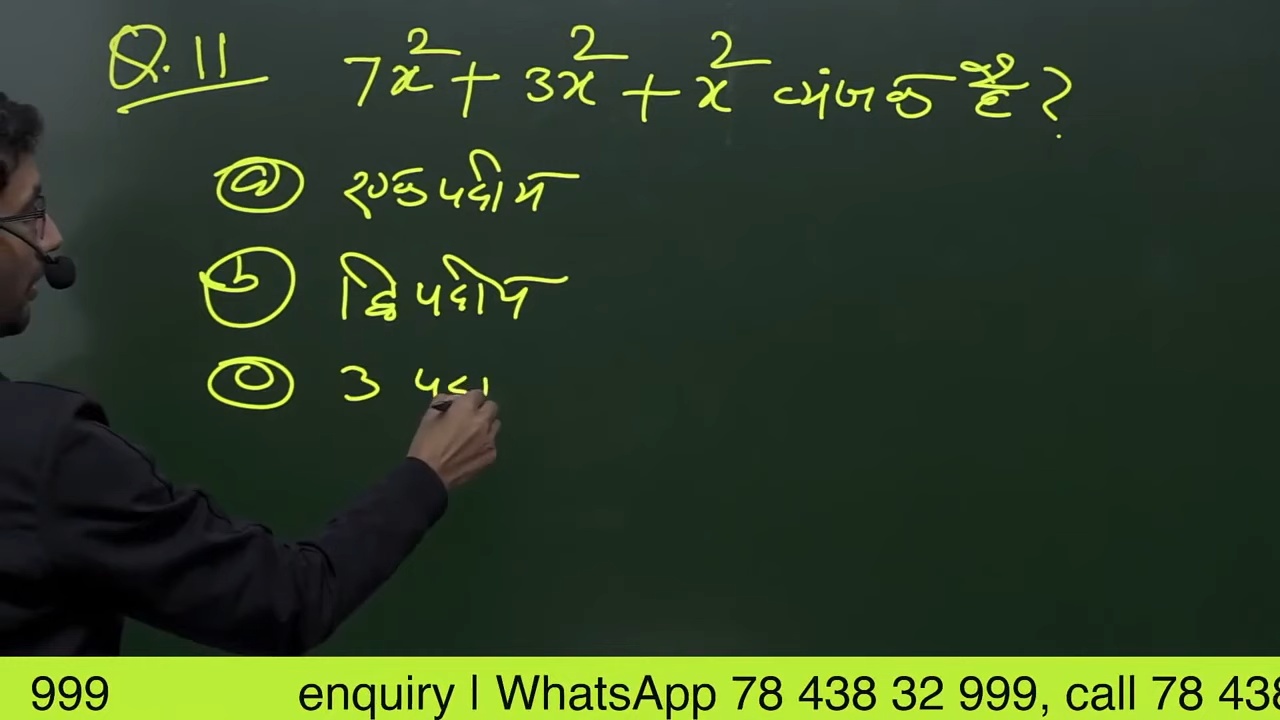 Q.11 7x² + 3x² + x² व्यंजक है?
(a) एकपदीय
(b) द्विपदीय
(c) 3 पद
999 enquiry | WhatsApp 78 438 32 999, call 78 438